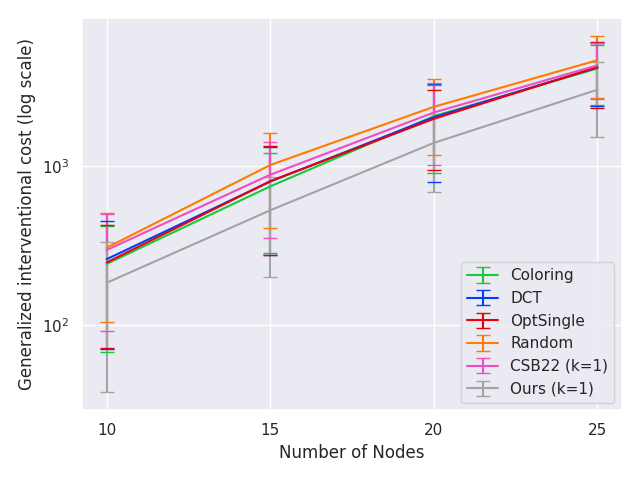 Generalized interventional cost (log scale)
10³
10²
10
15
20
25
Number of Nodes
Coloring
DCT
OptSingle
Random
CSB22 (k=1)
Ours (k=1)